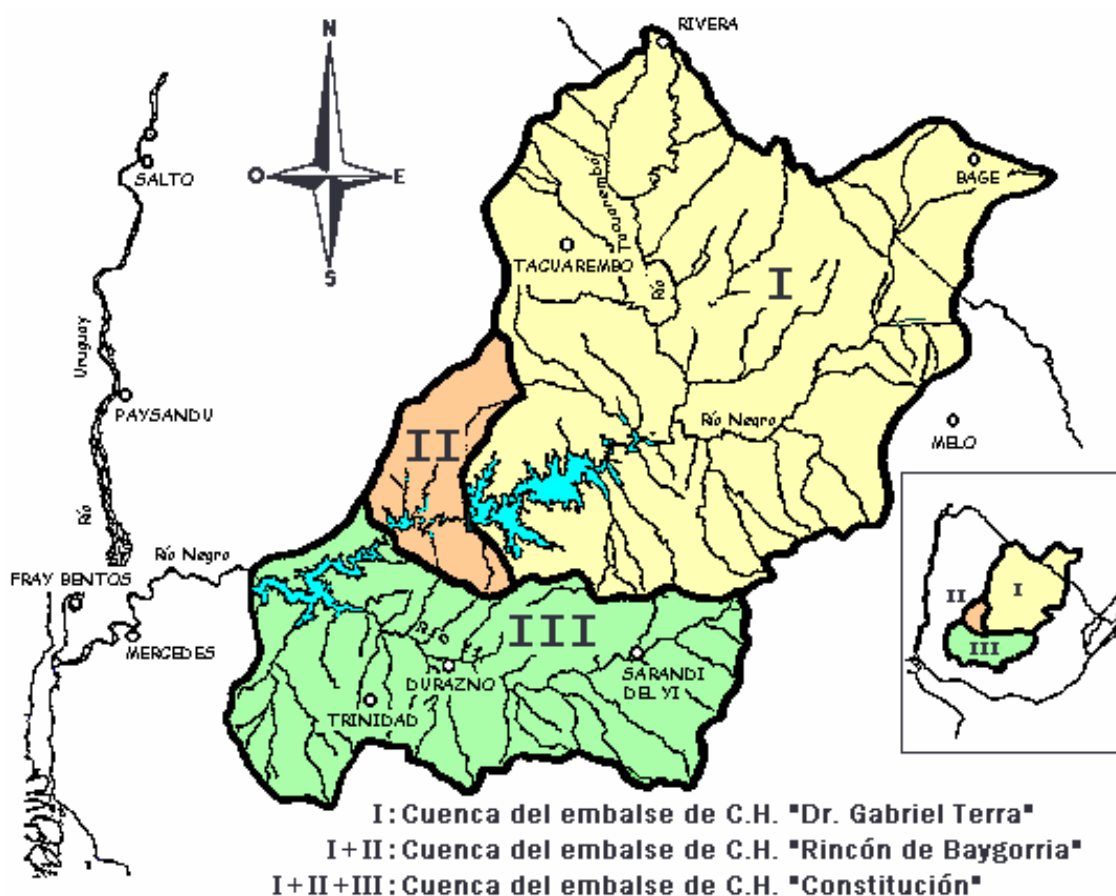 RIVERA
N
SALTO
O
E
BAGE
Río Tacuarembó
S
TACUAREMBO
I
Río Uruguay
PAYSANDU
Río Negro
MELO
II
Río Negro
FRAY BENTOS
MERCEDES
III
Río Yi
DURAZNO
SARANDI
DEL YI
TRINIDAD
II
I
III
I: Cuenca del embalse de C.H. "Dr. Gabriel Terra"
I+II: Cuenca del embalse de C.H. "Rincón de Baygorria"
I+II+III: Cuenca del embalse de C.H. "Constitución"